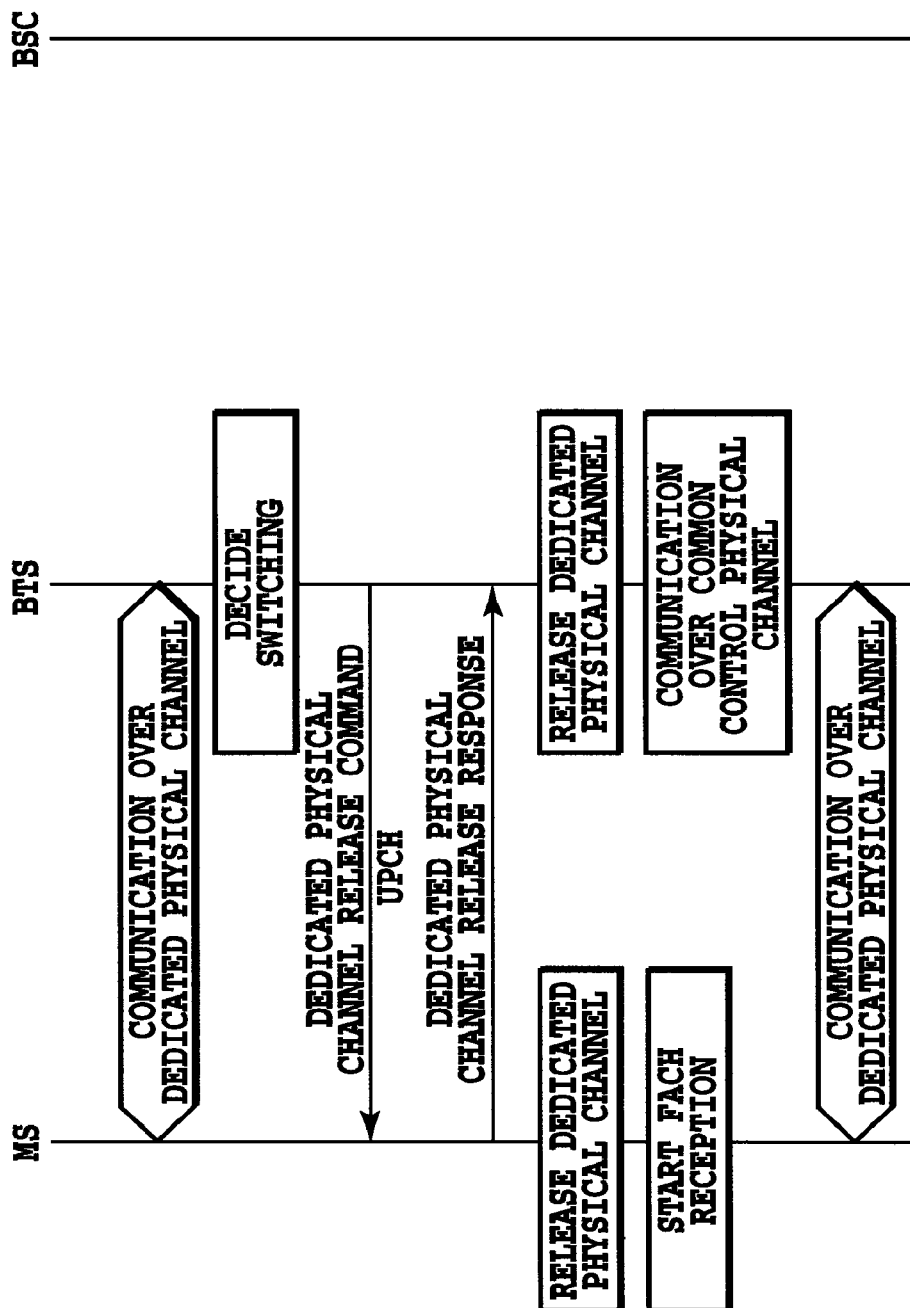 MS
BTS
BSC
COMMUNICATION OVER
DEDICATED PHYSICAL CHANNEL
DECIDE
SWITCHING
DEDICATED PHYSICAL
CHANNEL RELEASE COMMAND
UPCH
DEDICATED PHYSICAL
CHANNEL RELEASE RESPONSE
RELEASE DEDICATED
PHYSICAL CHANNEL
RELEASE DEDICATED
PHYSICAL CHANNEL
START FACH
RECEPTION
COMMUNICATION
OVER COMMON
CONTROL PHYSICAL
CHANNEL
COMMUNICATION OVER
DEDICATED PHYSICAL CHANNEL